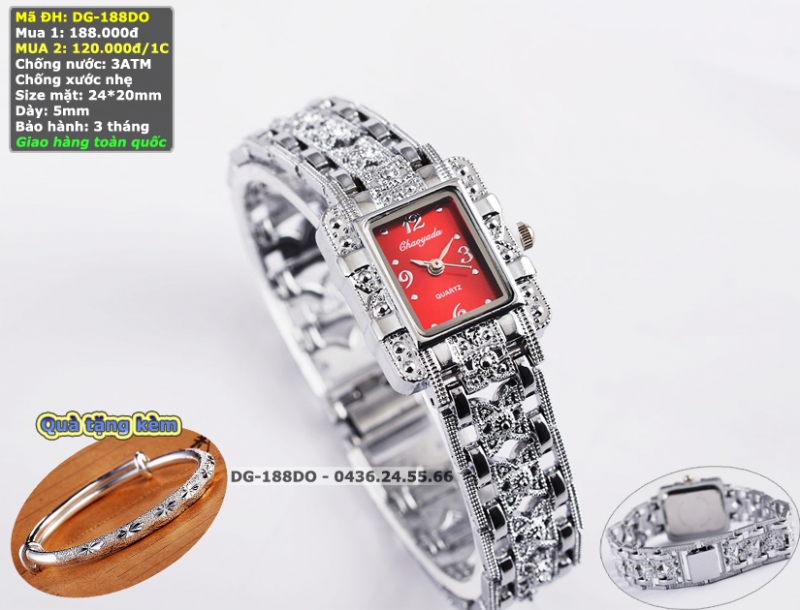 Mã ĐH: DG-188DO
Mua 1: 188.000đ
MUA 2: 120.000đ/1C
Chống nước: 3ATM
Chống xước nhẹ
Size mặt: 24*20mm
Dày: 5mm
Bảo hành: 3 tháng
Giao hàng toàn quốc
12
Chaoyada
9
3
QUARTZ
6
Quà tặng kèm
DG-188DO - 0436.24.55.66